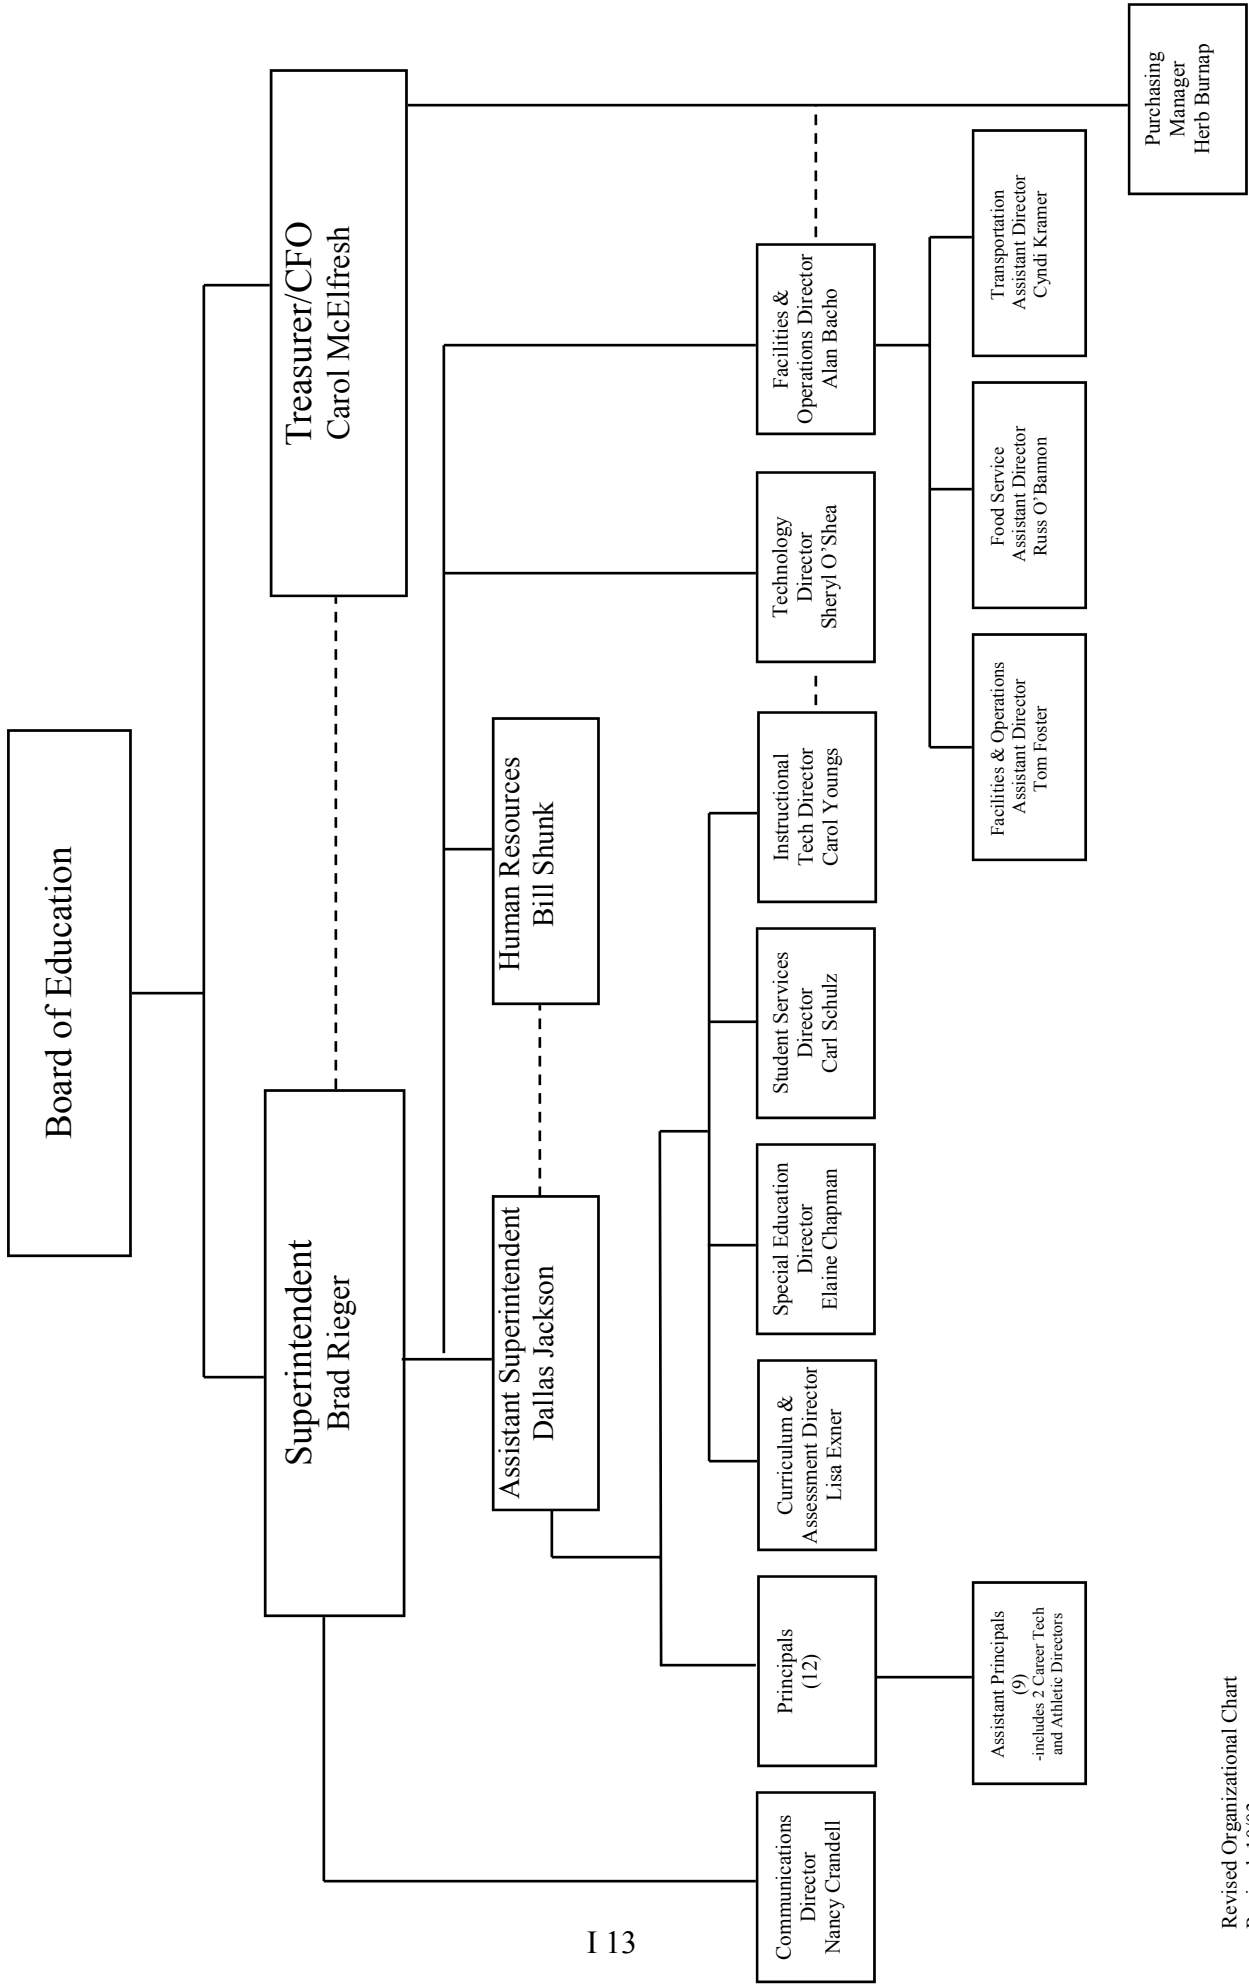 Board of Education
Superintendent
Brad Rieger
Treasurer/CFO
Carol McElfresh
Assistant Superintendent
Dallas Jackson
Human Resources
Bill Shunk
Communications
Director
Nancy Crandell
Principals
(12)
Curriculum &
Assessment Director
Lisa Exner
Special Education
Director
Elaine Chapman
Student Services
Director
Carl Schulz
Instructional
Tech Director
Carol Youngs
Technology
Director
Sheryl O'Shea
Facilities &
Operations Director
Alan Bacho
Assistant Principals
(9)
-includes 2 Career Tech
and Athletic Directors
Facilities & Operations
Assistant Director
Tom Foster
Food Service
Assistant Director
Russ O'Bannon
Transportation
Assistant Director
Cyndi Kramer
Purchasing
Manager
Herb Burnap
Revised Organizational Chart
I 13